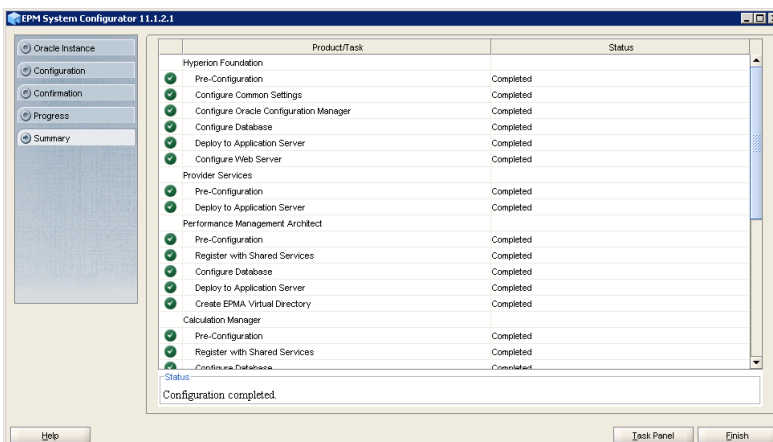 EPM System Configurator 11.1.2.1
Oracle Instance
Configuration
Confirmation
Progress
Summary
Product/Task Status
Hyperion Foundation
Pre-Configuration Completed
Configure Common Settings Completed
Configure Oracle Configuration Manager Completed
Configure Database Completed
Deploy to Application Server Completed
Configure Web Server Completed
Provider Services
Pre-Configuration Completed
Deploy to Application Server Completed
Performance Management Architect
Pre-Configuration Completed
Register with Shared Services Completed
Configure Database Completed
Deploy to Application Server Completed
Create EPMA Virtual Directory Completed
Calculation Manager
Pre-Configuration Completed
Register with Shared Services Completed
Configure Database Completed
Status
Configuration completed.
Help Task Panel Finish